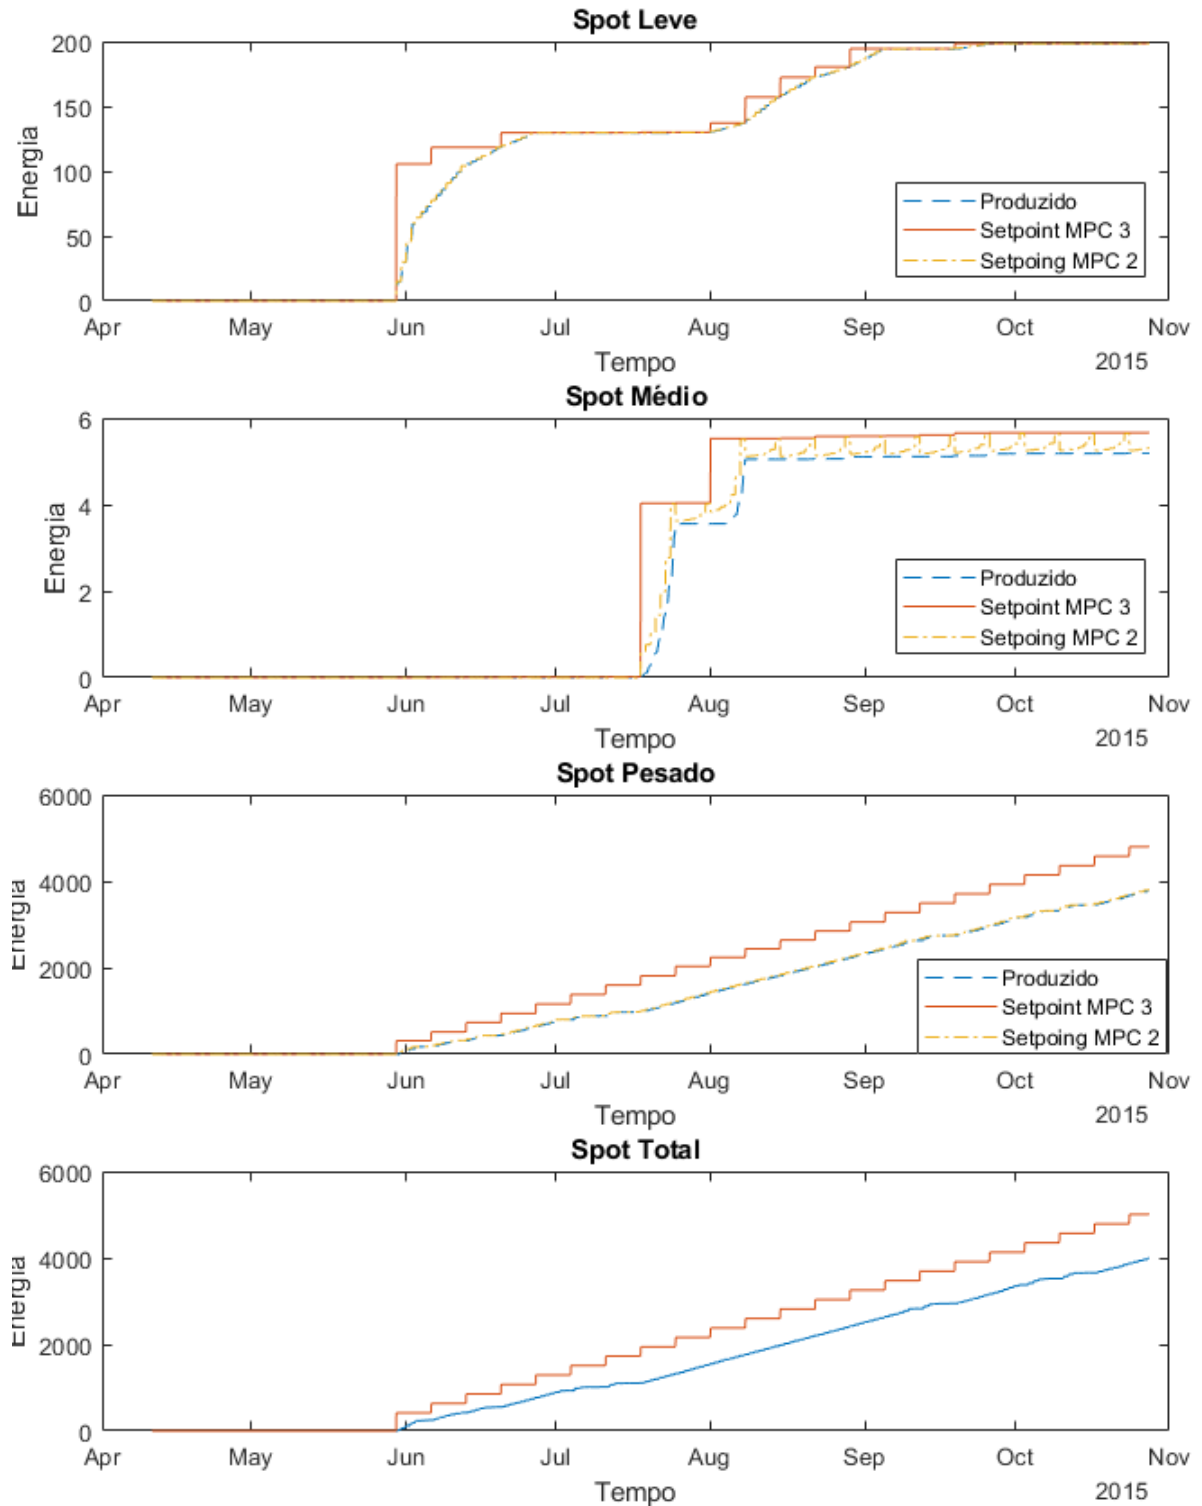 Spot Leve
200
150
100
50
0
Energia
Produzido
Setpoint MPC 3
Setpoing MPC 2
Apr May Jun Jul Aug Sep Oct Nov
Tempo 2015
Spot Médio
6
4
2
0
Energia
Produzido
Setpoint MPC 3
Setpoing MPC 2
Apr May Jun Jul Aug Sep Oct Nov
Tempo 2015
Spot Pesado
6000
4000
2000
0
Energia
Produzido
Setpoint MPC 3
Setpoing MPC 2
Apr May Jun Jul Aug Sep Oct Nov
Tempo 2015
Spot Total
6000
4000
2000
0
Energia
Apr May Jun Jul Aug Sep Oct Nov
Tempo 2015